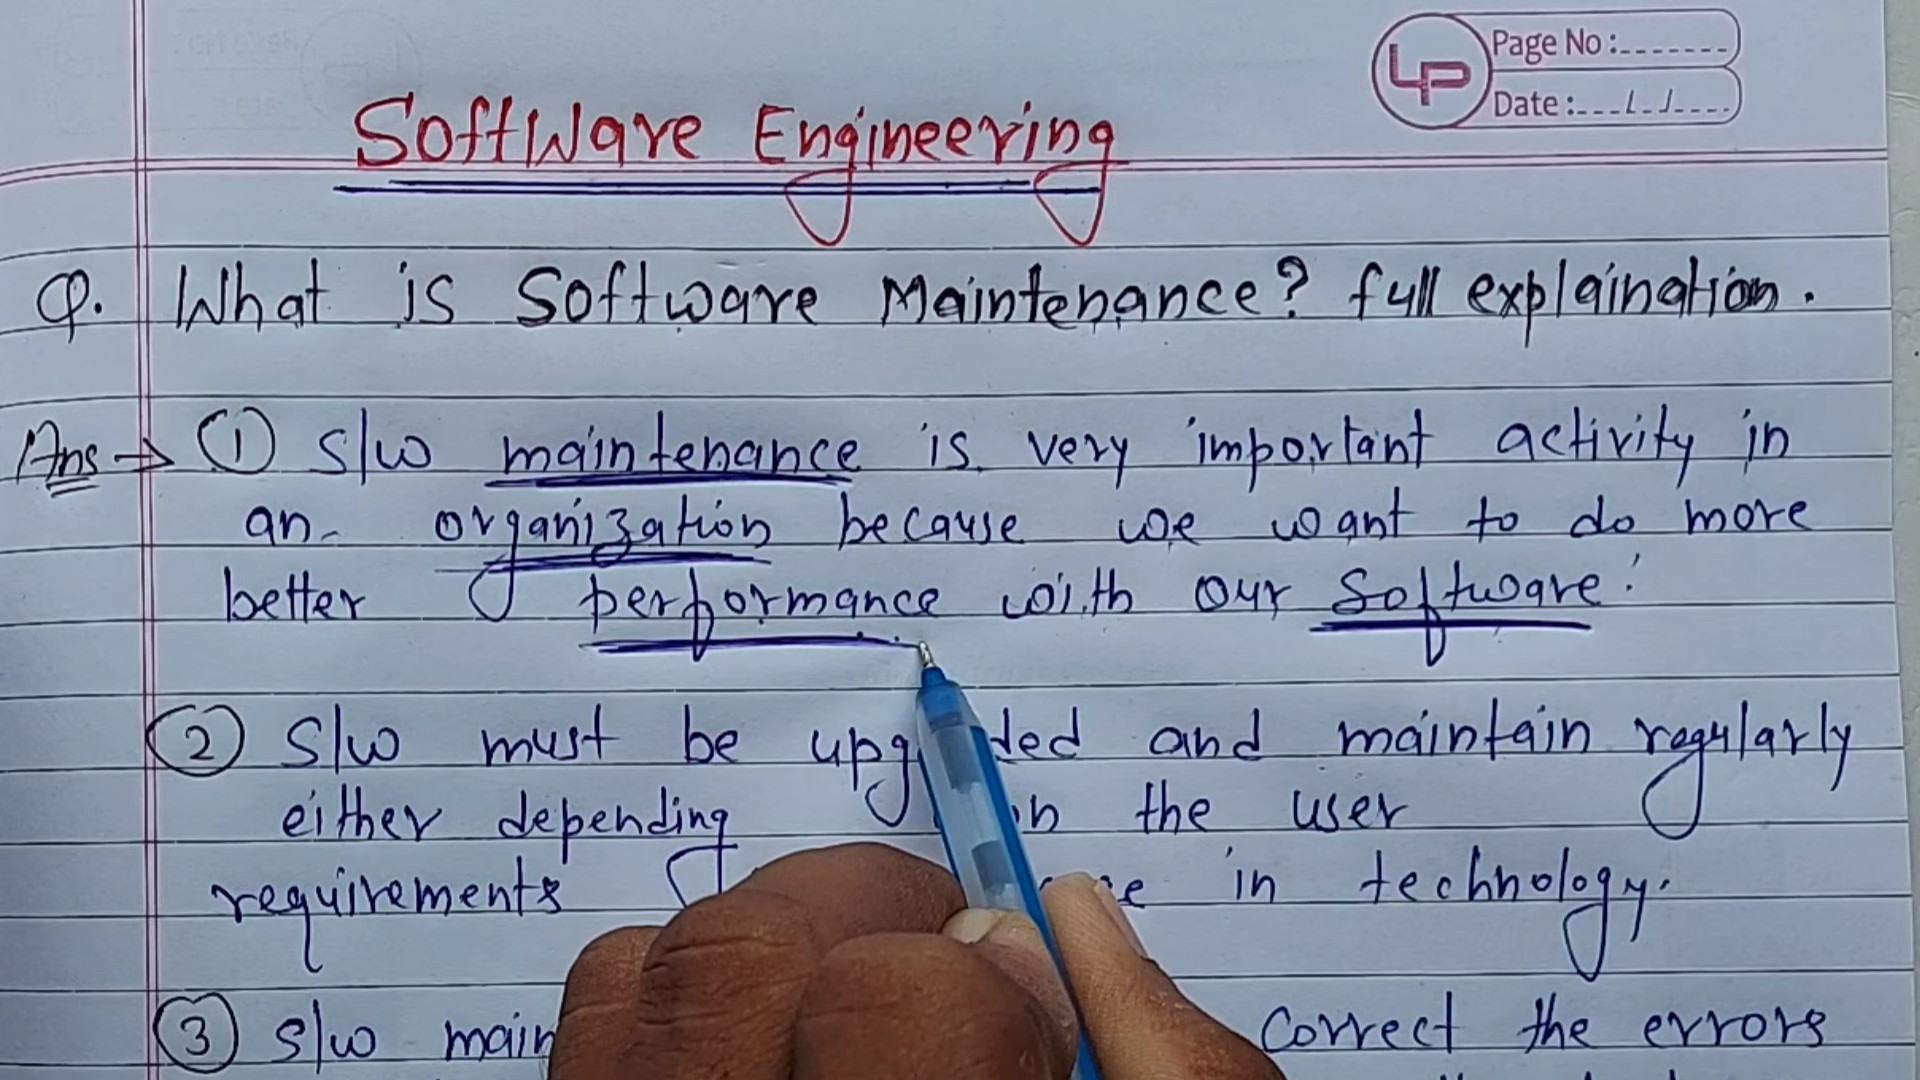 LP
Page No :
Date :
Software Engineering
Q. What is Software Maintenance? full explaination.
Ans → ① S/w maintenance is very important activity in
an organization because we want to do more
better performance with our software.
② S/w must be upg ded and maintain regularly
either depending the user
requirements in technology.
③ S/w correct the errors